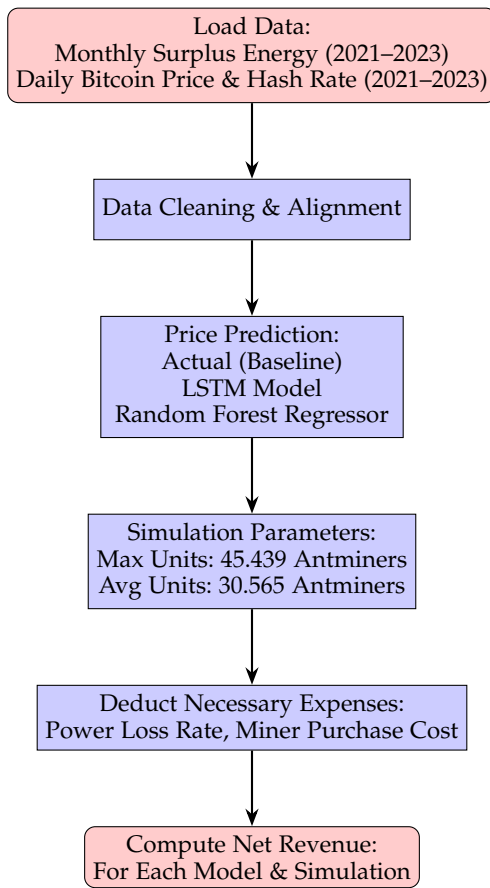 Load Data:
Monthly Surplus Energy (2021–2023)
Daily Bitcoin Price & Hash Rate (2021–2023)
Data Cleaning & Alignment
Price Prediction:
Actual (Baseline)
LSTM Model
Random Forest Regressor
Simulation Parameters:
Max Units: 45.439 Antminers
Avg Units: 30.565 Antminers
Deduct Necessary Expenses:
Power Loss Rate, Miner Purchase Cost
Compute Net Revenue:
For Each Model & Simulation